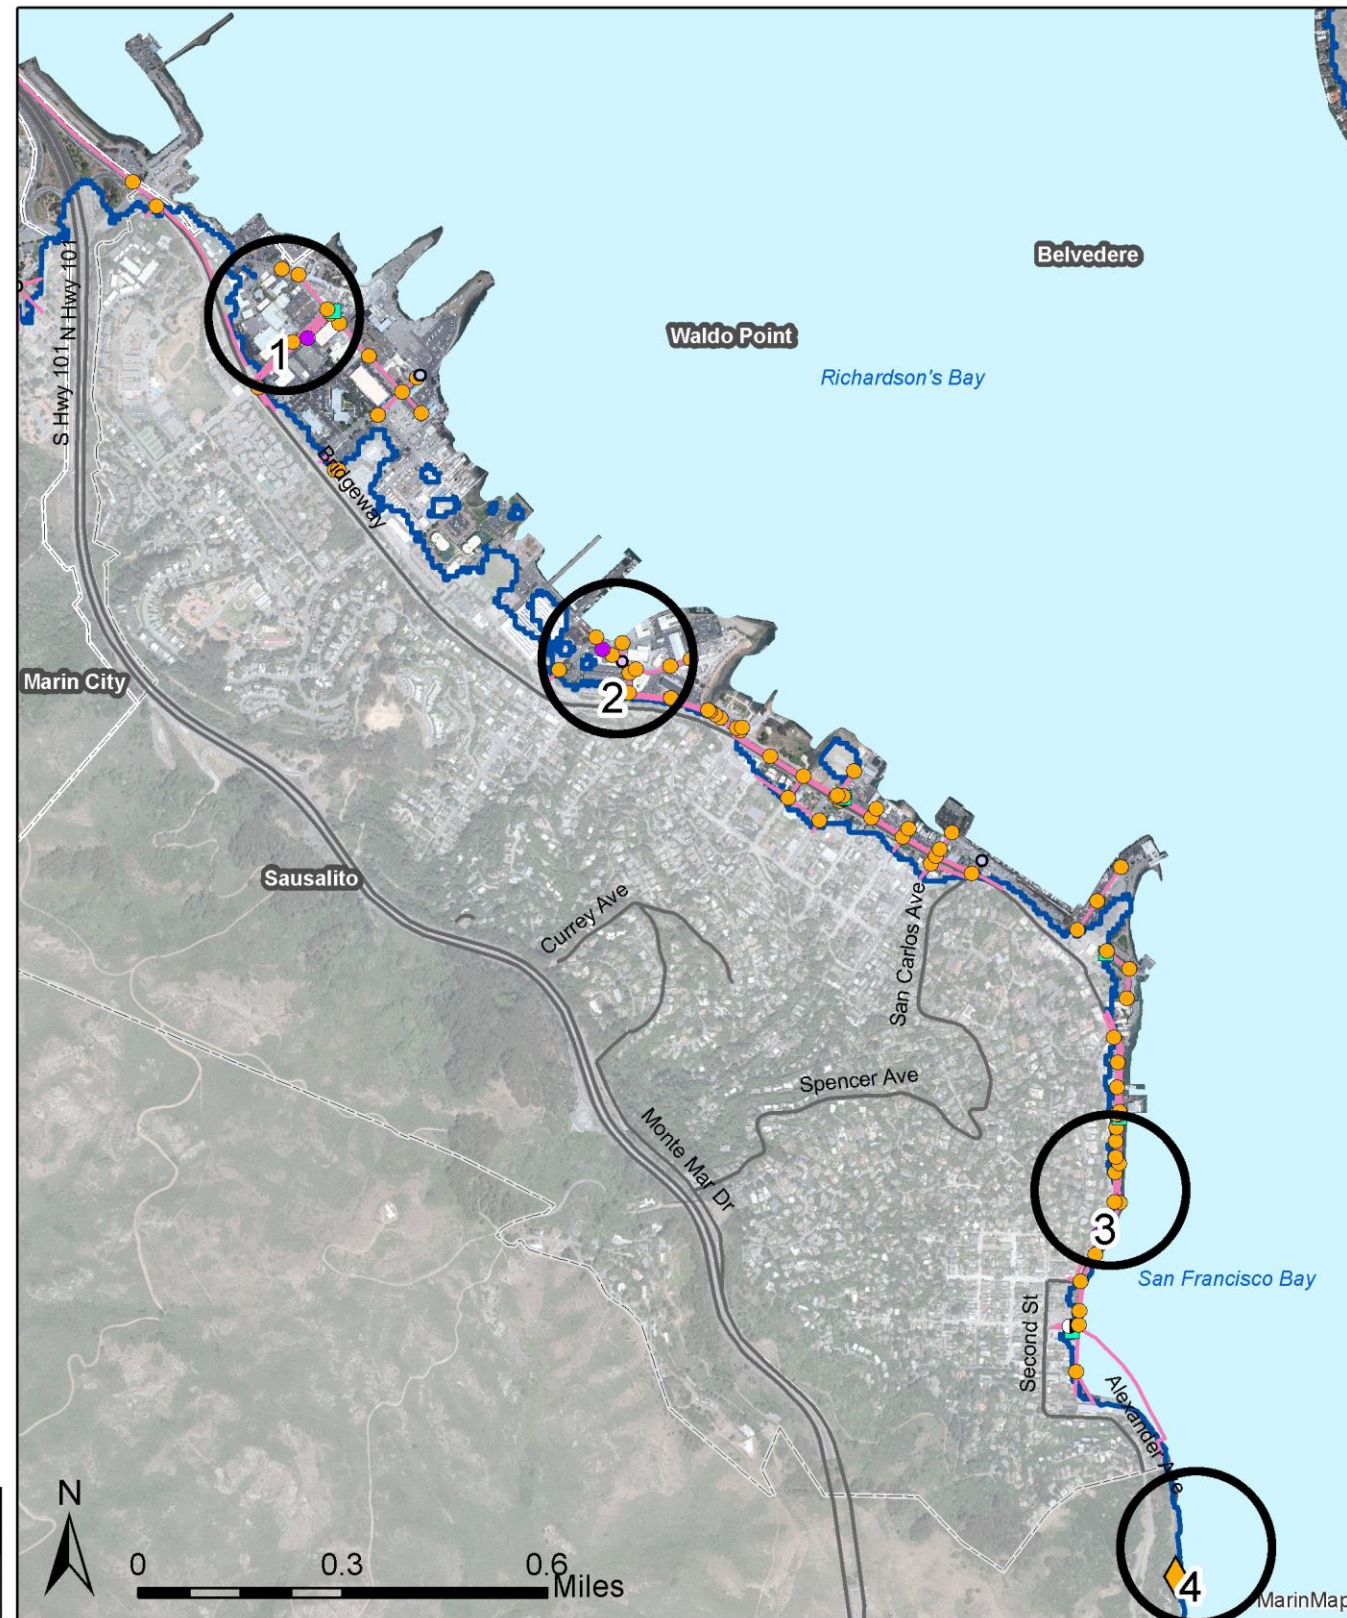 Belvedere
Waldo Point
Richardson's Bay
S Hwy 101
N Hwy 101
1
Bridgeway
Marin City
2
Sausalito
Currey Ave
San Carlos Ave
Spencer Ave
Monte Mar Dr
3
San Francisco Bay
Second St
Alexander Ave
N
0 0.3 0.6
Miles
4
MarinMap